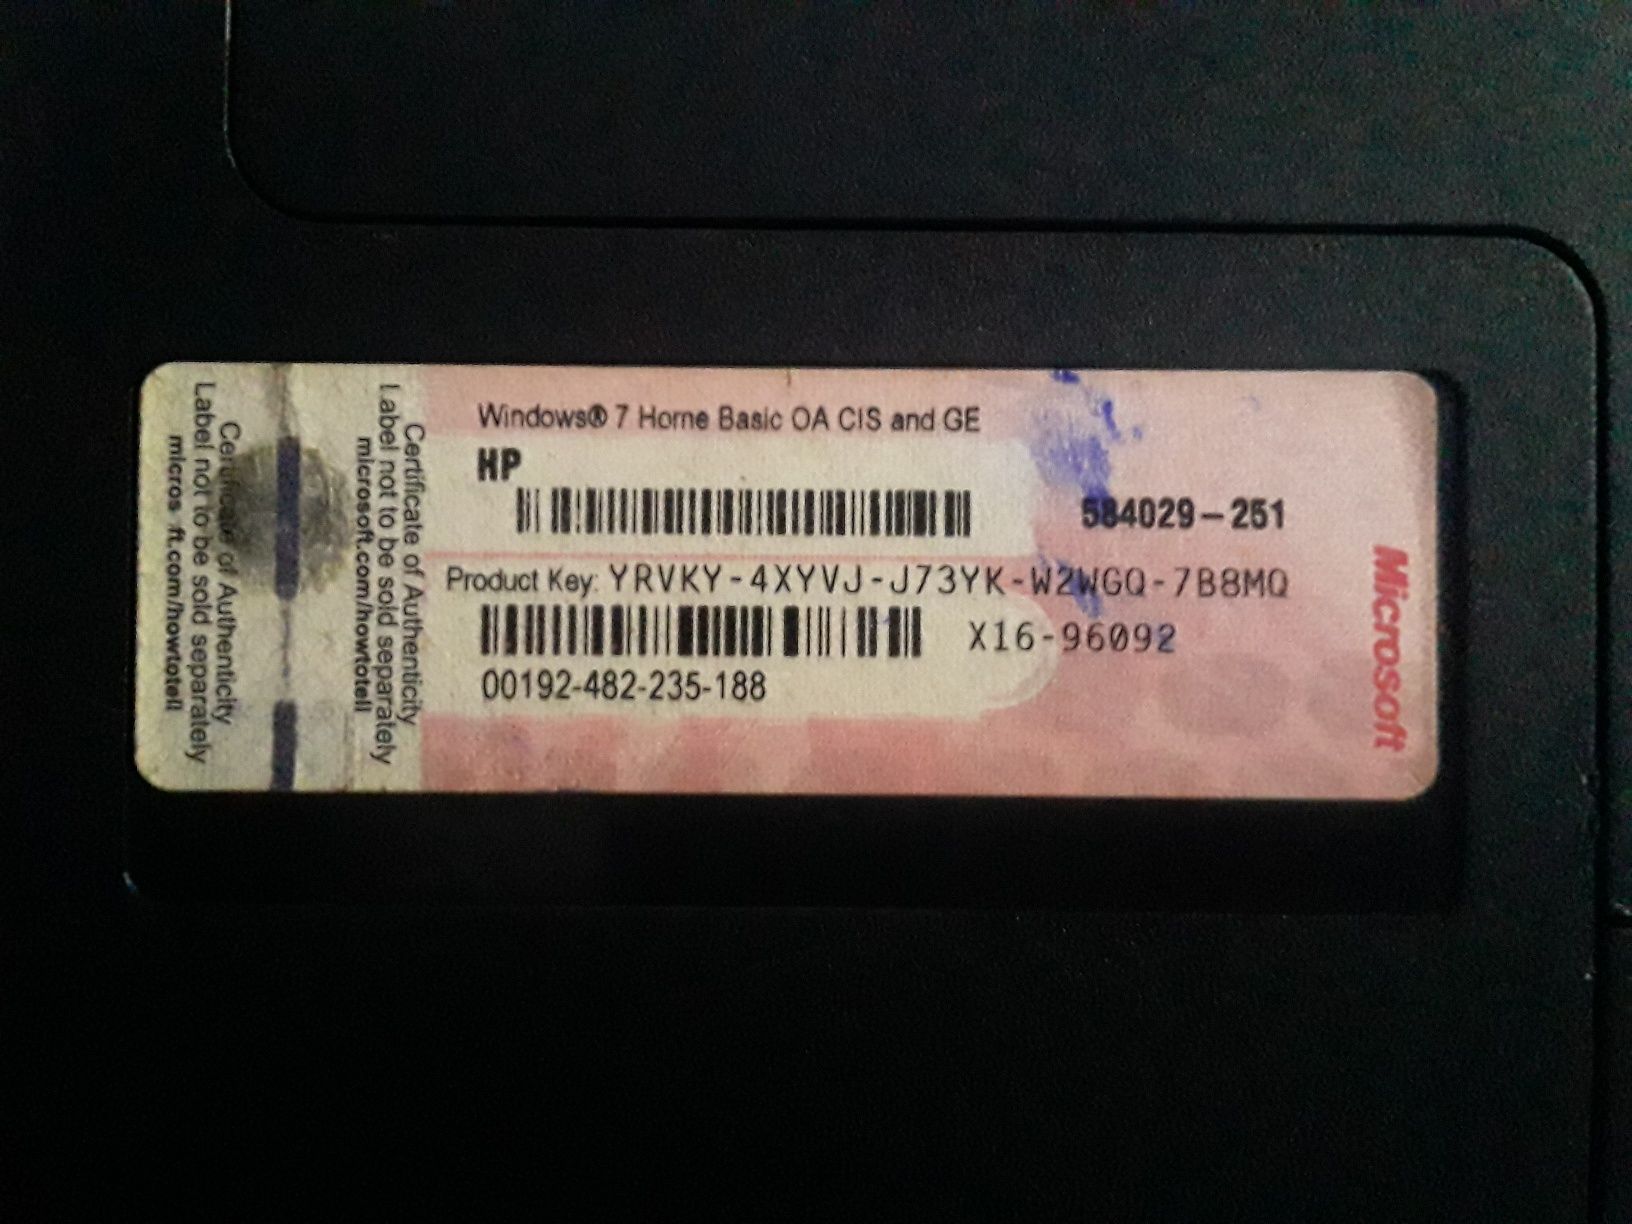 Windows® 7 Home Basic OA CIS and GE
HP
584029-251
Product Key: YRVKY-4XYVJ-J73YK-W2WGQ-7B8MQ
X16-96092
00192-482-235-188
Microsoft
Certificate of Authenticity
Label not to be sold separately
microsoft.com/howtotell
Certificate of Authenticity
Label not to be sold separately
micros ft.com/howtotell